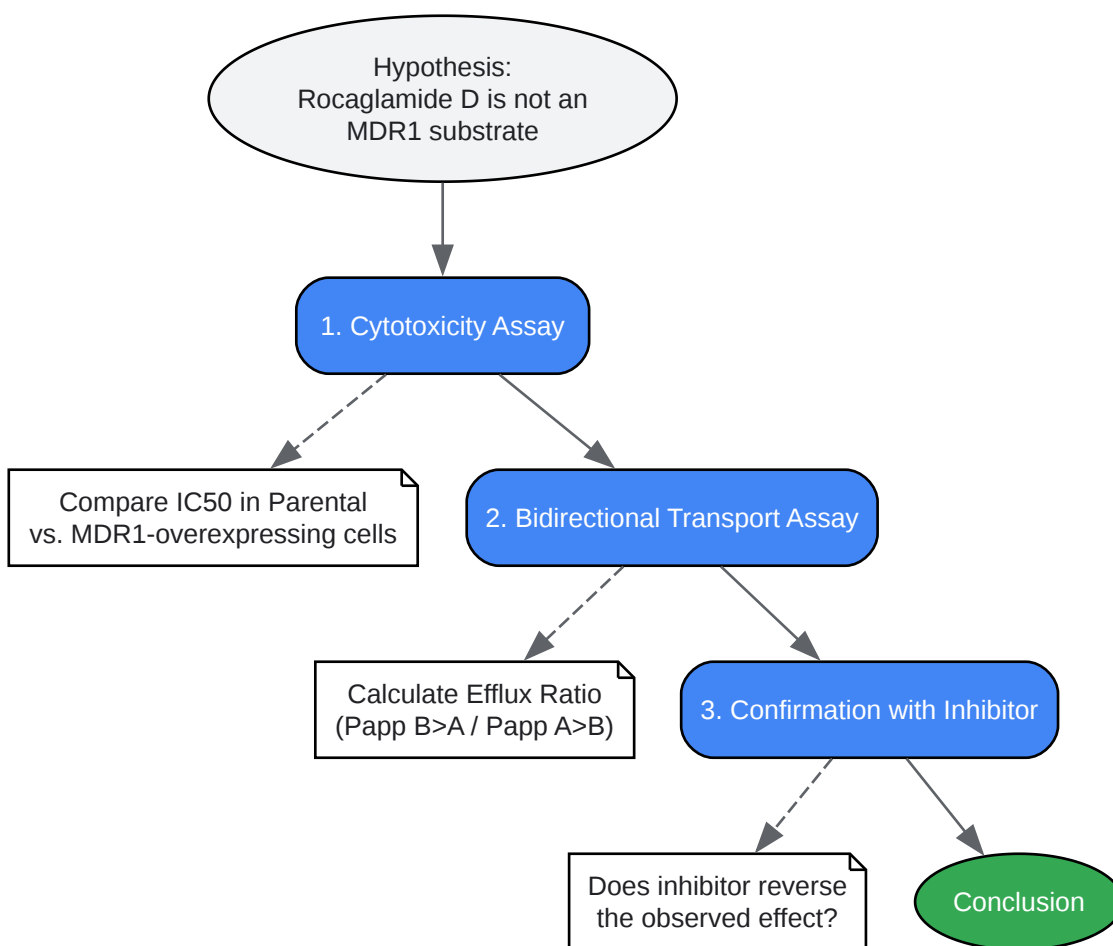 Hypothesis:
Rocaglamide D is not an
MDR1 substrate
1. Cytotoxicity Assay
Compare IC50 in Parental
vs. MDR1-overexpressing cells
2. Bidirectional Transport Assay
Calculate Efflux Ratio
(Papp B>A / Papp A>B)
3. Confirmation with Inhibitor
Does inhibitor reverse
the observed effect?
Conclusion